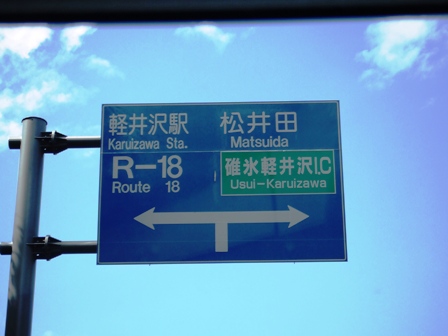 軽井沢駅
Karuizawa Sta.
R-18
Route 18
松井田
Matsuida
碓氷軽井沢I.C
Usui-Karuizawa